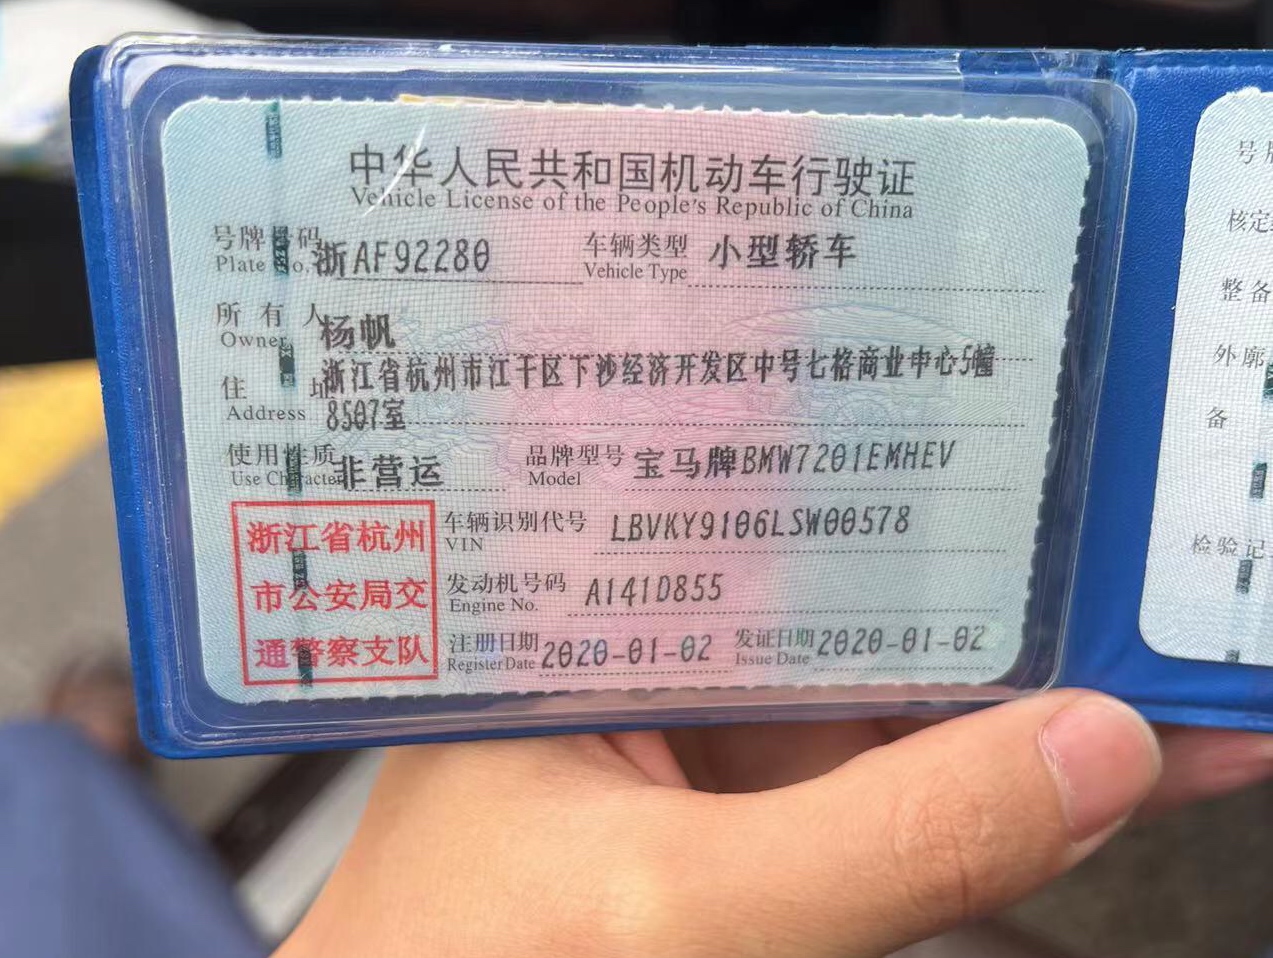 中华人民共和国机动车行驶证
Vehicle License of the People's Republic of China
号牌 码 浙AF92280 车辆类型 小型轿车
Plate No. Vehicle Type
所有人 杨帆
Owner
住址 浙江省杭州市江干区下沙经济开发区中号七格商业中心5幢
Address 8507室
使用性质 非营运 品牌型号 宝马牌BMW7201EMHEV
Use Character Model
浙江省杭州
市公安局交
通警察支队
车辆识别代号 LBVKY9106LSW00578
VIN
发动机号码 A141D855
Engine No.
注册日期 2020-01-02 发证日期 2020-01-02
Register Date Issue Date
号牌
核定
整备
外廓
备
检验记